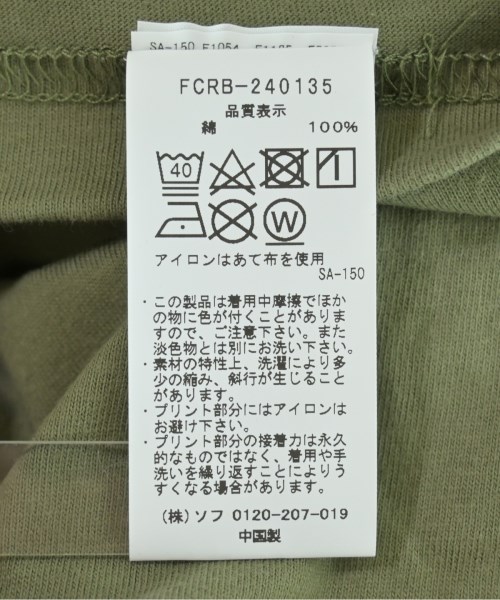 SA-150 F1054
FCRB-240135
品質表示
綿 100%
40
W
アイロンはあて布を使用
SA-150
・この製品は着用中摩擦でほか
の物に色が付くことがありま
すので、ご注意下さい。また
淡色物とは別にお洗い下さい。
・素材の特性上、洗濯により多
少の縮み、斜行が生じること
があります。
・プリント部分にはアイロンは
お避け下さい。
・プリント部分の接着力は永久
的なものではなく、着用や手
洗いを繰り返すことによりう
すくなる場合があります。
(株)ソフ 0120-207-019
中国製